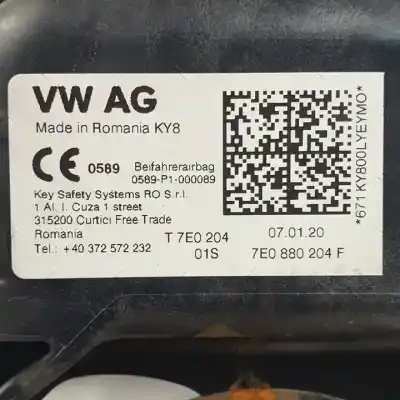 VW AG
Made in Romania KY8
CE 0589 Beifahrerairbag
0589-P1-000089
Key Safety Systems RO S.r.l.
1 Al. I. Cuza 1 street
315200 Curtici Free Trade
Romania
Tel.: +40 372 572 232
T 7E0 204
01S
07.01.20
7E0 880 204 F
*671KY800LYEYMO*